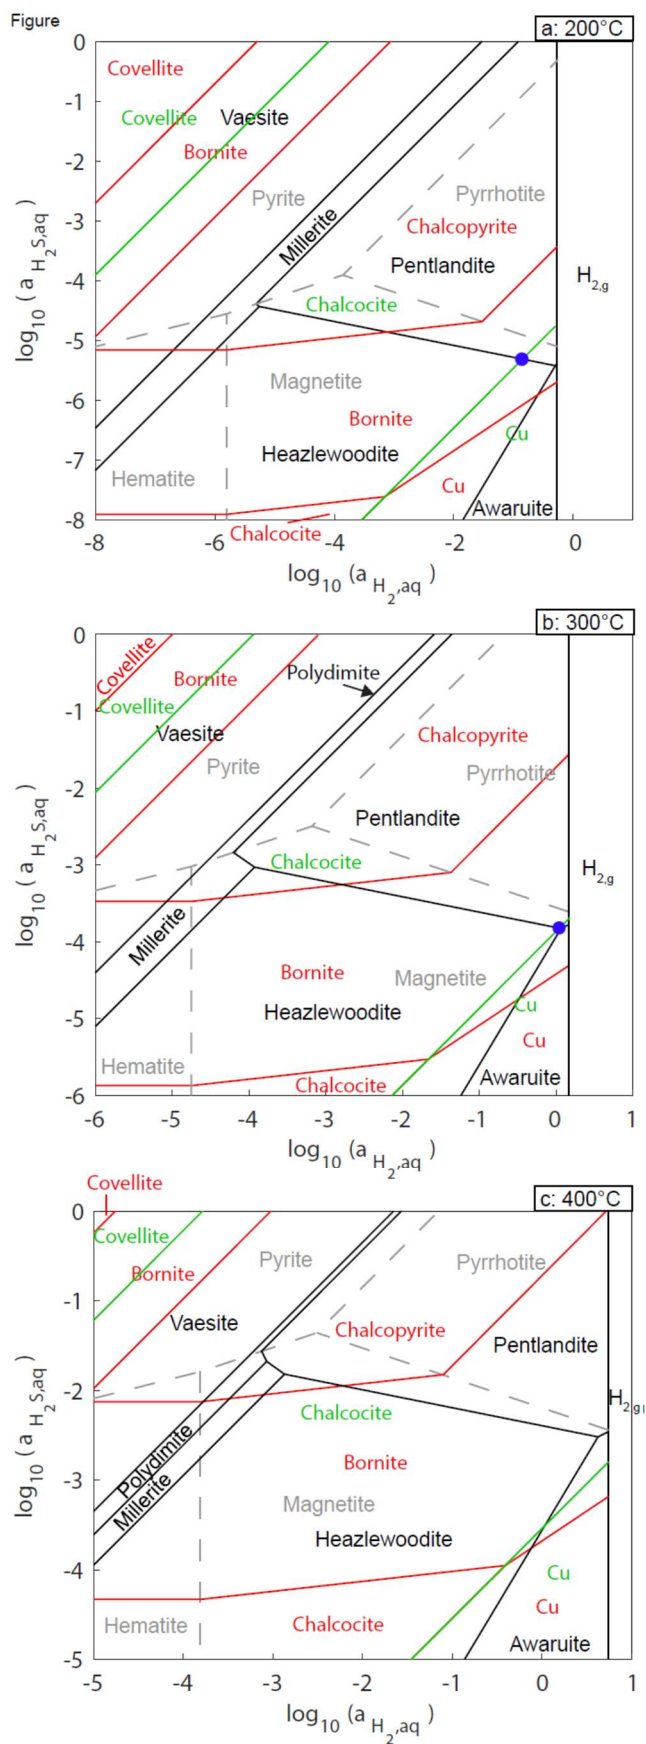 Figure
a: 200°C
0
Covellite
-1
Covellite
Vaesite
Bornite
-2
Pyrite
Pyrrhotite
-3
Millerite
Chalcopyrite
Pentlandite
H2,g
-4
Chalcocite
-5
Magnetite
-6
Bornite
Cu
Heazlewoodite
-7
Hematite
Cu
Awaruite
-8
Chalcocite
-8 -6 -4 -2 0
log10 (a H2,aq )
log10 (a H2S,aq )
b: 300°C
0
Covellite
Bornite
Polydimite
-1
Covellite
Vaesite
Chalcopyrite
Pyrite
Pyrrhotite
-2
Pentlandite
-3
Chalcocite
H2,g
-4
Millerite
Bornite
Magnetite
-5
Heazlewoodite
Cu
Cu
Hematite
Awaruite
Chalcocite
-6
-6 -5 -4 -3 -2 -1 0 1
log10 (a H2,aq )
log10 (a H2S,aq )
Covellite
c: 400°C
0
Covellite
Pyrite
Pyrrhotite
Bornite
-1
Vaesite
Chalcopyrite
Pentlandite
-2
H2,g
Chalcocite
Polydimite
Bornite
-3
Millerite
Magnetite
Heazlewoodite
-4
Cu
Cu
Hematite
Chalcocite
Awaruite
-5
-5 -4 -3 -2 -1 0 1
log10 (a H2,aq )
log10 (a H2S,aq )